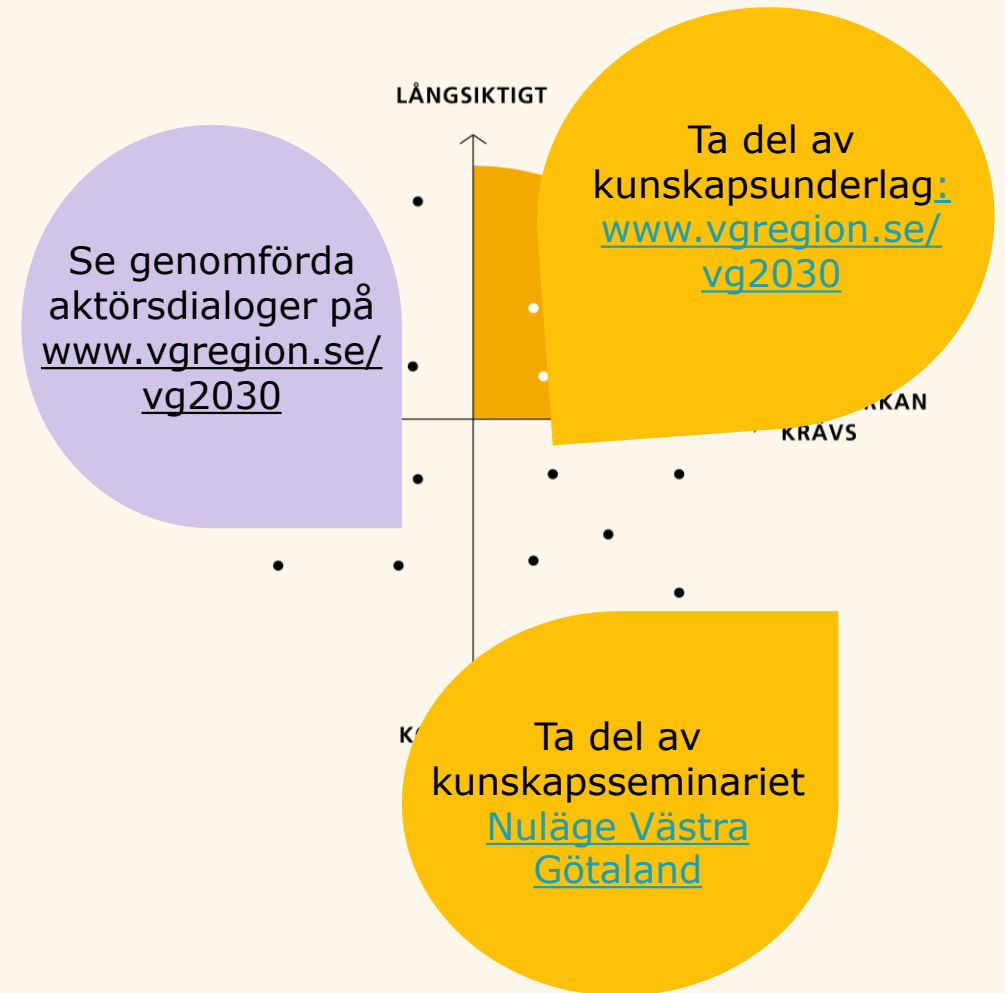 LÅNGSIKTIGT
Ta del av
kunskapsunderlag:
www.vgregion.se/
vg2030
Se genomförda
aktörsdialoger på
www.vgregion.se/
vg2030
KRÄVS
Ta del av
kunskapsseminariet
Nuläge Västra
Götaland